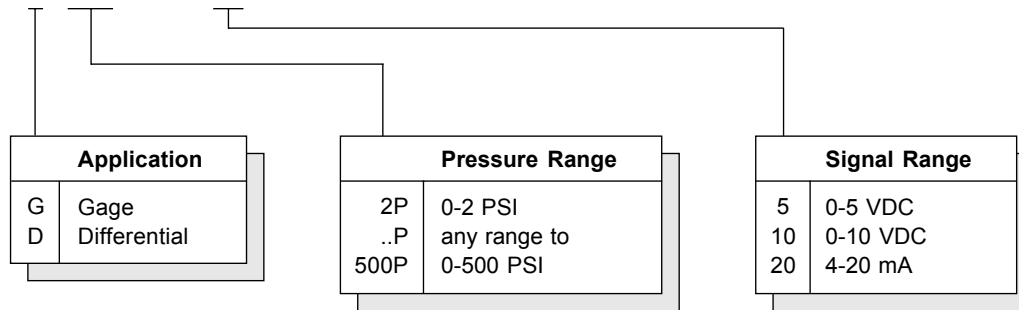 Application
G Gage
D Differential
Pressure Range
2P 0-2 PSI
..P any range to
500P 0-500 PSI
Signal Range
5 0-5 VDC
10 0-10 VDC
20 4-20 mA